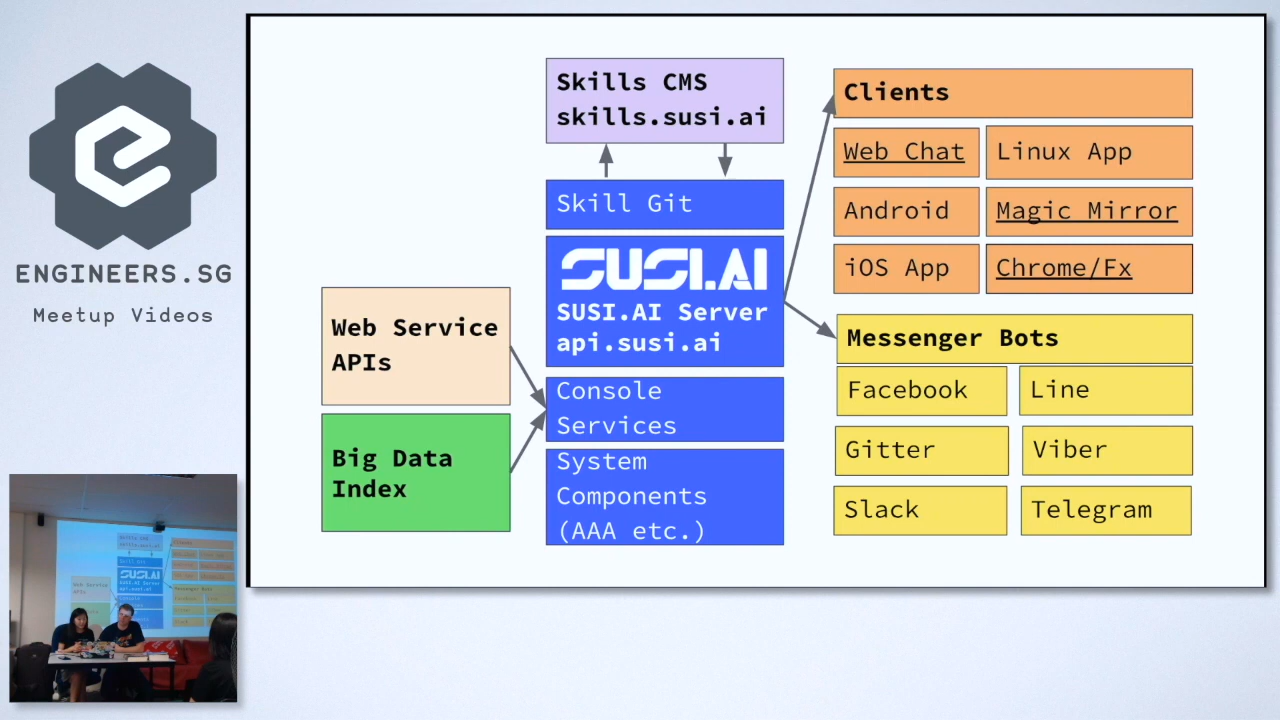 ENGINEERS.SG
Meetup Videos
Skills CMS
skills.susi.ai
Skill Git
SUSI.AI
SUSI.AI Server
api.susi.ai
Console
Services
System
Components
(AAA etc.)
Web Service
APIs
Big Data
Index
Clients
Web Chat
Linux App
Android
Magic Mirror
iOS App
Chrome/Fx
Messenger Bots
Facebook
Line
Gitter
Viber
Slack
Telegram
SUSI.AI